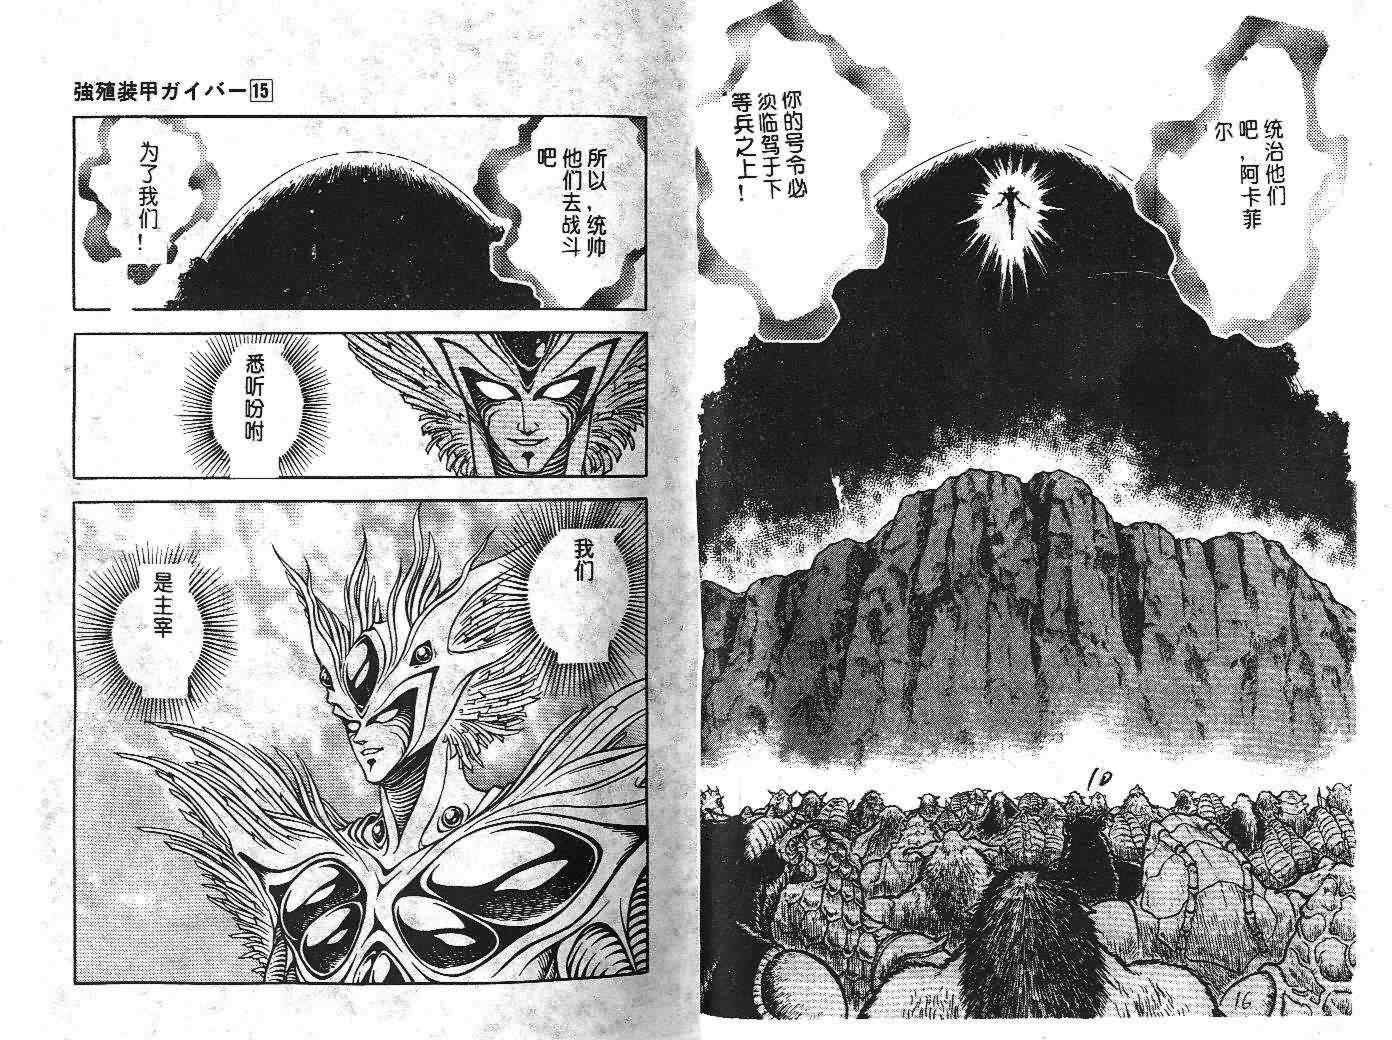 统治他们
吧，阿卡菲
尔
你的号令必
须临驾于下
等兵之上！
10
16
強殖装甲ガイバー15
所以，统帅
他们去战斗
吧
为了我们！
悉听吩咐
我们
是主宰